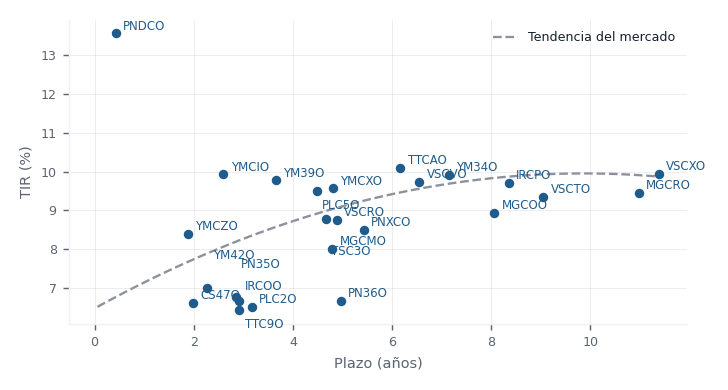 PNDCO
Tendencia del mercado
13
12
11
10
9
8
7
TIR (%)
TTCAO
YMCIO
YM39O
YMCXO
VSCVO
YM34O
IRCPO
VSCXO
VSCTO
MGCRO
PLC5O
VSCRO
MGCOO
YMCZO
PNXCO
MGCMO
YM42O
PN35O
CS47O
IRCOO
PLC2O
PN36O
TTC9O
0
2
4
6
8
10
Plazo (años)